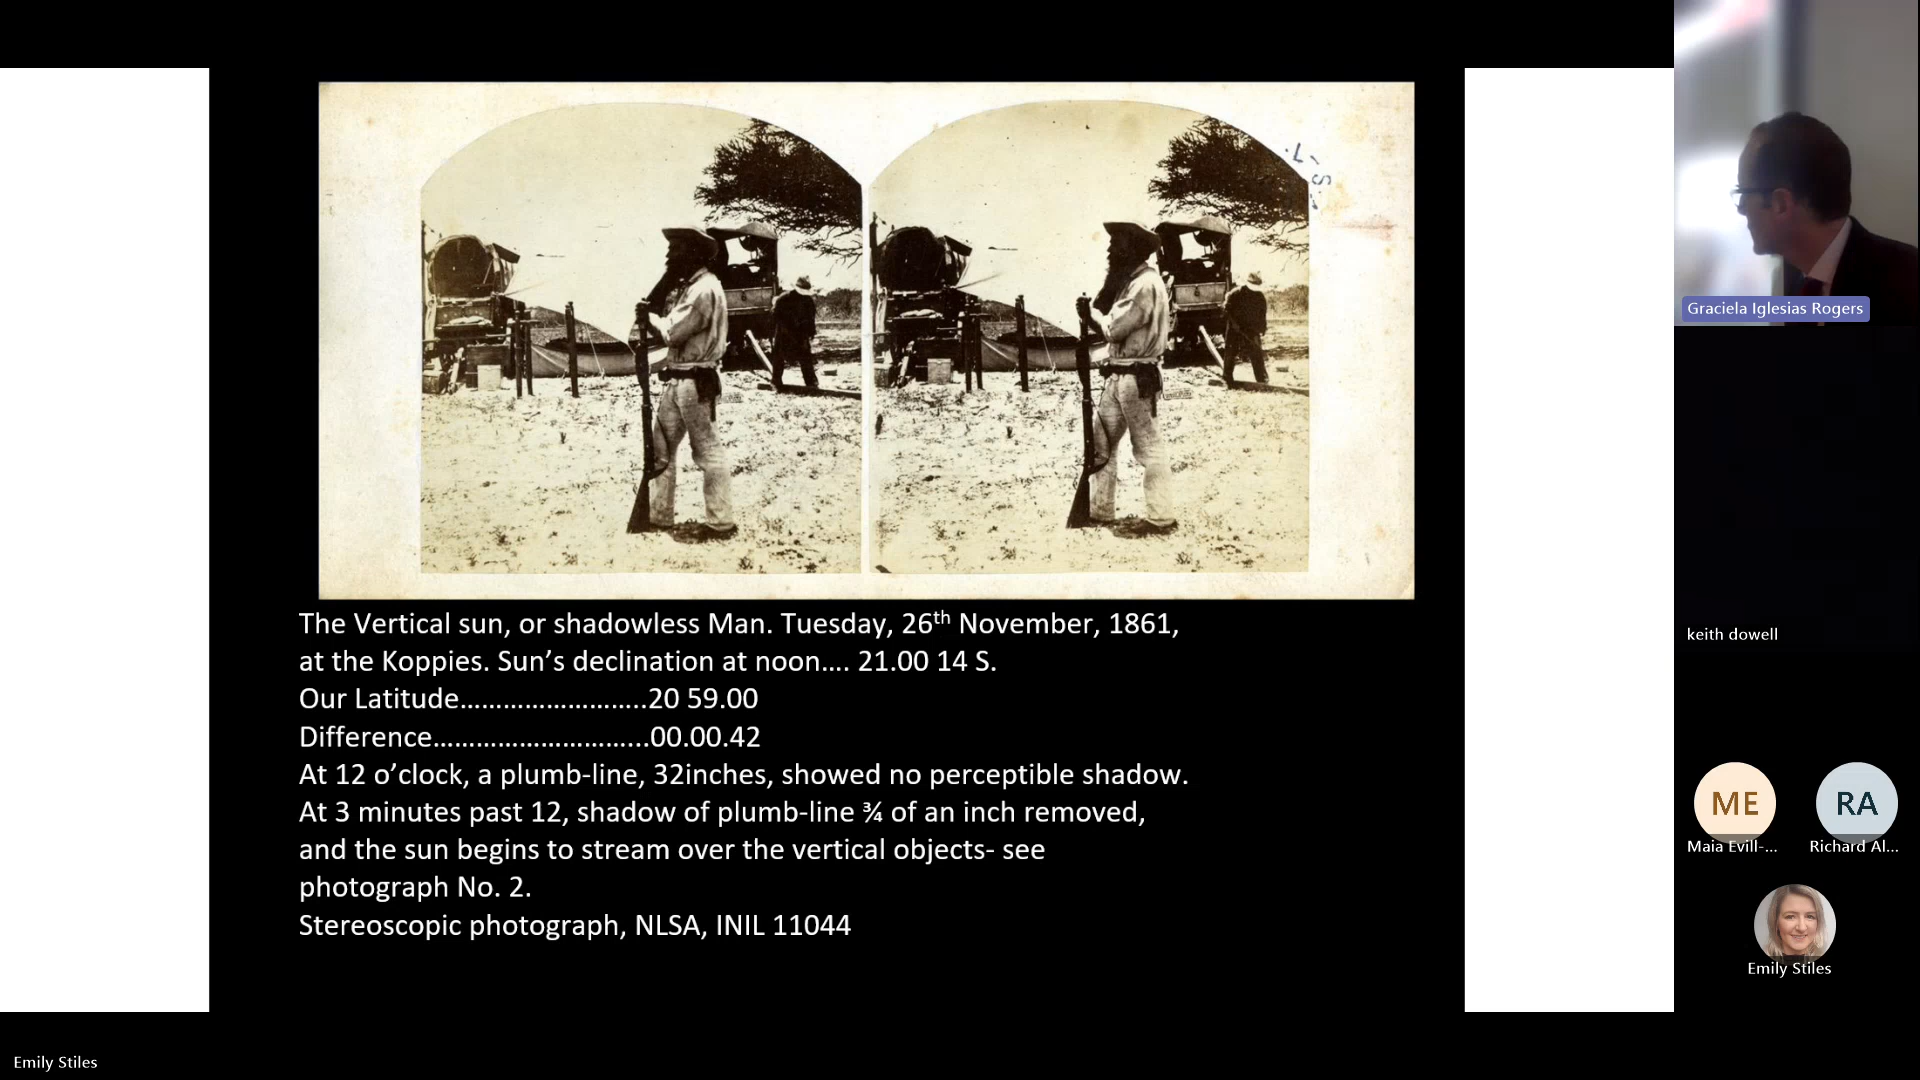 The Vertical sun, or shadowless Man. Tuesday, 26th November, 1861,
at the Koppies. Sun’s declination at noon…. 21.00 14 S.
Our Latitude……………………..20 59.00
Difference………………………...00.00.42
At 12 o’clock, a plumb-line, 32inches, showed no perceptible shadow.
At 3 minutes past 12, shadow of plumb-line ¾ of an inch removed,
and the sun begins to stream over the vertical objects- see
photograph No. 2.
Stereoscopic photograph, NLSA, INIL 11044
Graciela Iglesias Rogers
keith dowell
ME
RA
Maia Evill-...
Richard Al...
Emily Stiles
Emily Stiles